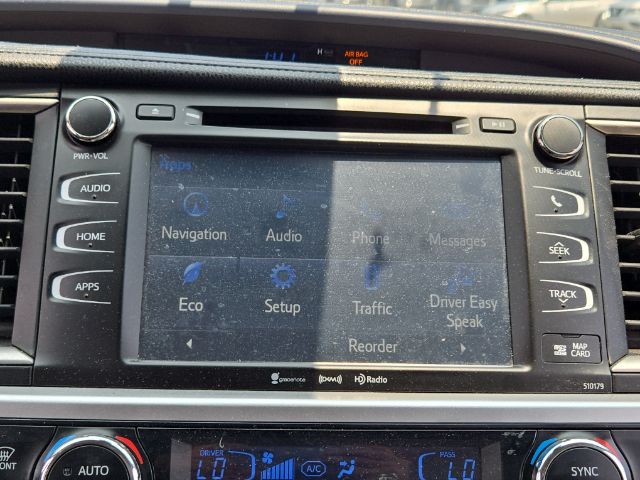 AIR BAG
OFF
PWR•VOL
TUNE•SCROLL
AUDIO
HOME
APPS
SEEK
TRACK
MAP
CARD
Apps
Navigation Audio Phone Messages
Eco Setup Traffic Driver Easy
Speak
Reorder
gracenote HD Radio
510179
FRONT
AUTO
DRIVER
LO
A/C
PASS
LO
SYNC